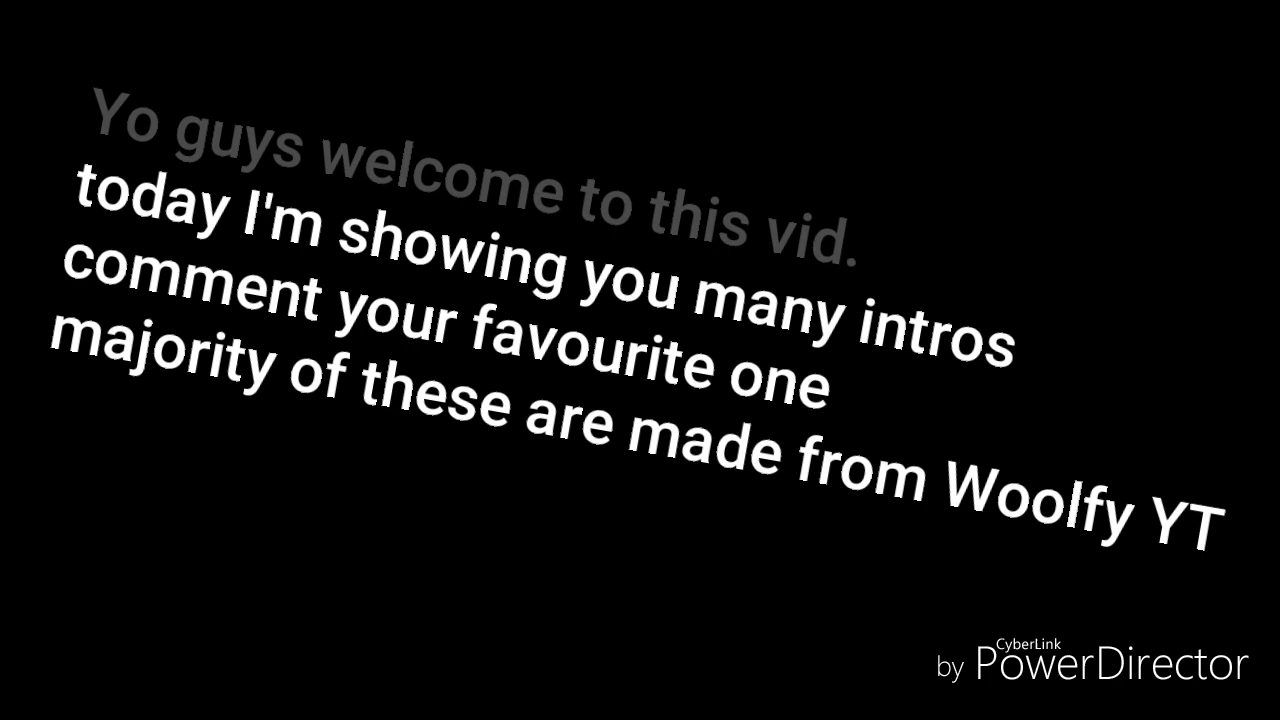 Yo guys welcome to this vid.
today I'm showing you many intros
comment your favourite one
majority of these are made from Woolfy YT
CyberLink
by PowerDirector